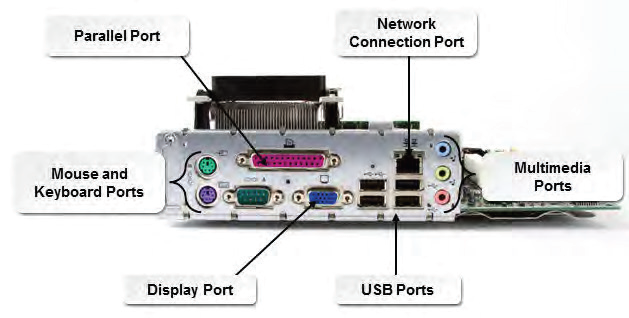 Parallel Port
Network
Connection Port
Mouse and
Keyboard Ports
Multimedia
Ports
Display Port
USB Ports